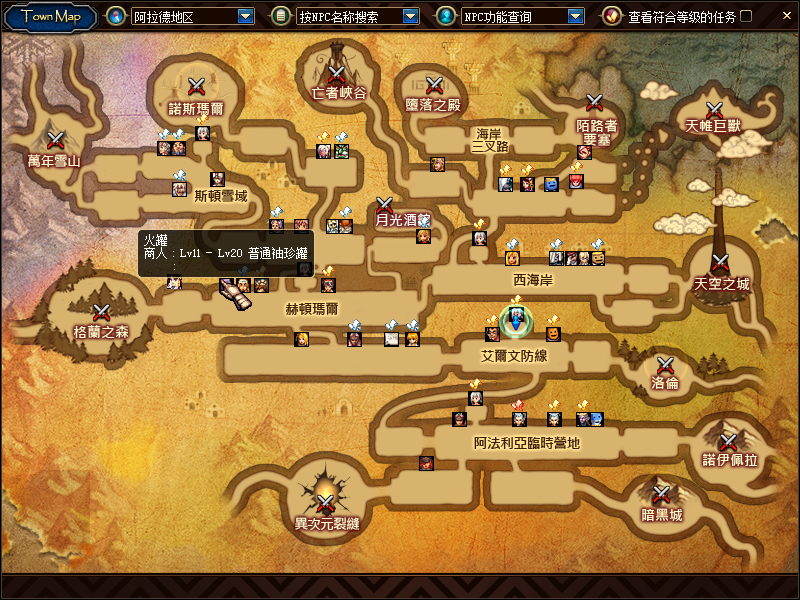 Town Map
阿拉德地区
按NPC名称搜索
NPC功能查询
查看符合等级的任务
諾斯瑪爾
亡者峽谷
墮落之殿
海岸
三叉路
陌路者
要塞
天帷巨獸
萬年雪山
斯頓雪域
月光酒館
火罐
商人：Lv11 - Lv20 普通袖珍罐
西海岸
天空之城
格蘭之森
赫頓瑪爾
艾爾文防線
洛倫
阿法利亞臨時營地
諾伊佩拉
異次元裂縫
暗黑城